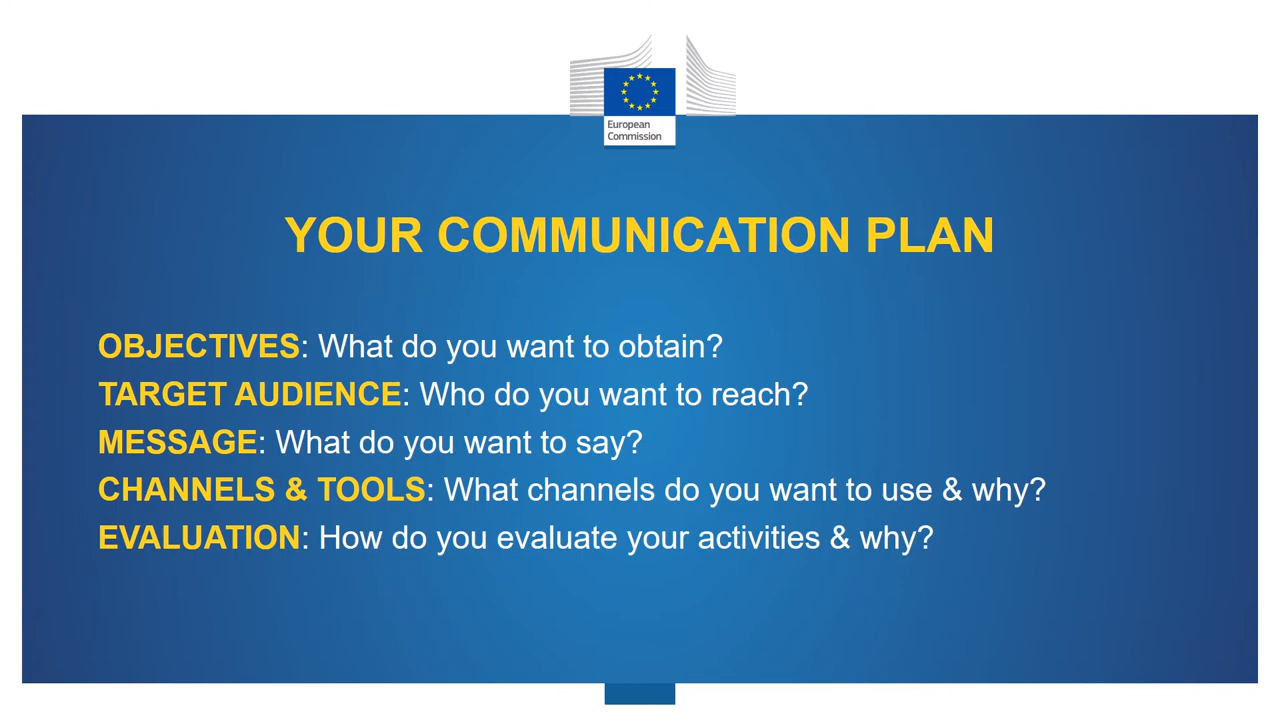 European
Commission
YOUR COMMUNICATION PLAN
OBJECTIVES: What do you want to obtain?
TARGET AUDIENCE: Who do you want to reach?
MESSAGE: What do you want to say?
CHANNELS & TOOLS: What channels do you want to use & why?
EVALUATION: How do you evaluate your activities & why?